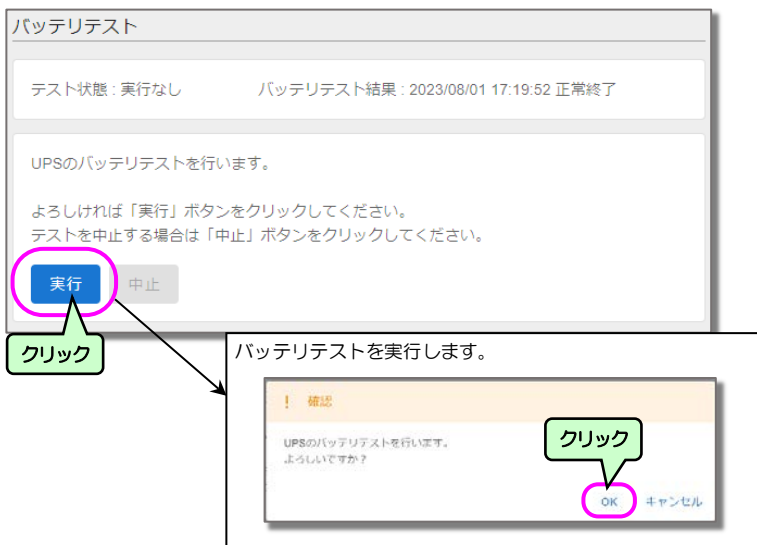 バッテリテスト
テスト状態 : 実行なし バッテリテスト結果 : 2023/08/01 17:19:52 正常終了
UPSのバッテリテストを行います。
よろしければ「実行」ボタンをクリックしてください。
テストを中止する場合は「中止」ボタンをクリックしてください。
実行 中止
クリック
バッテリテストを実行します。
! 確認
UPSのバッテリテストを行います。
よろしいですか？
クリック
OK キャンセル